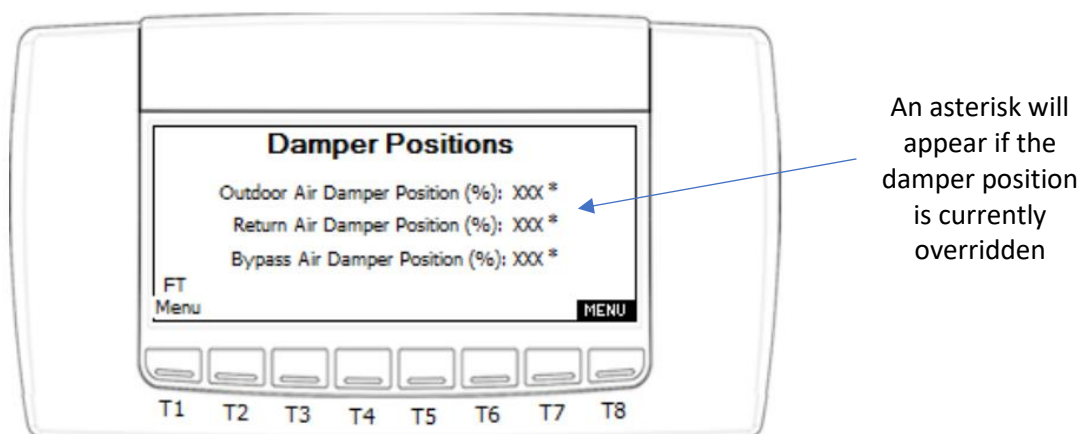 Damper Positions
Outdoor Air Damper Position (%): XXX *
Return Air Damper Position (%): XXX *
Bypass Air Damper Position (%): XXX *
FT
Menu
MENU
T1 T2 T3 T4 T5 T6 T7 T8
An asterisk will
appear if the
damper position
is currently
overridden